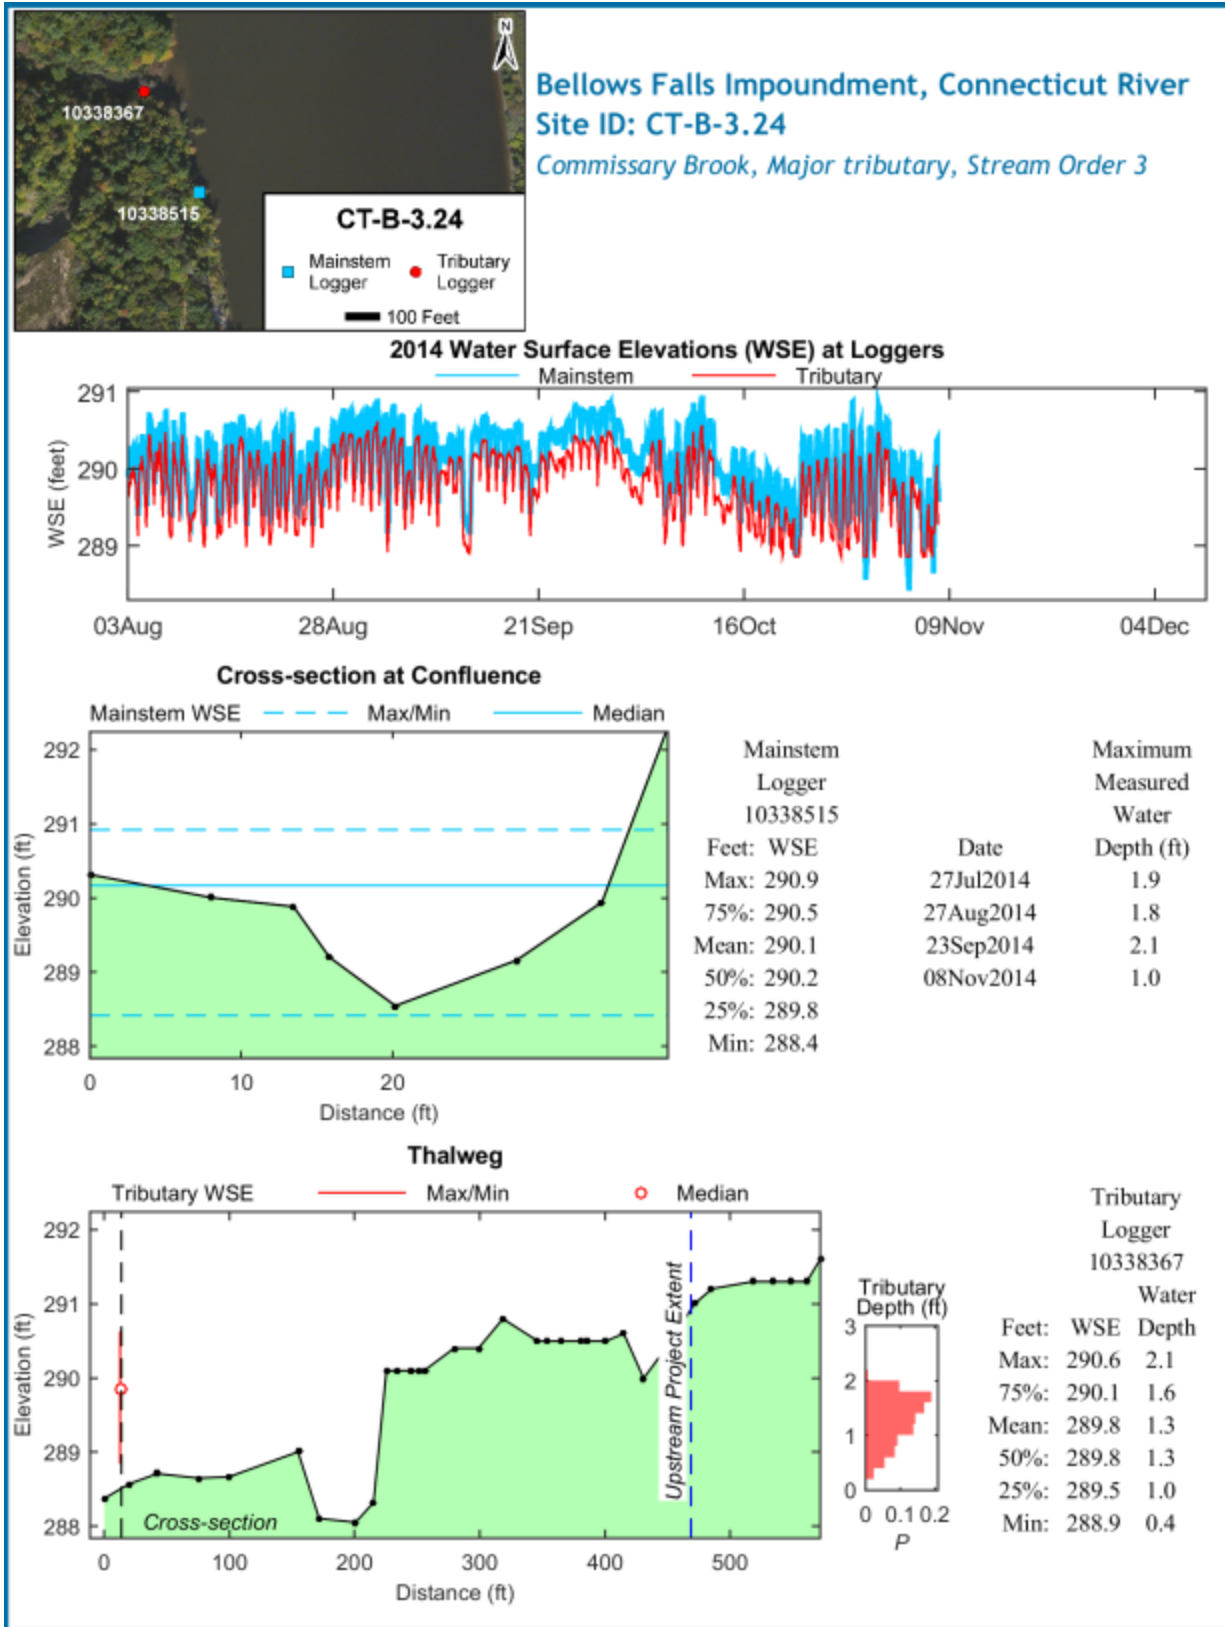 N
10338367
10338515
CT-B-3.24
Mainstem Logger
Tributary Logger
100 Feet
Bellows Falls Impoundment, Connecticut River
Site ID: CT-B-3.24
Commissary Brook, Major tributary, Stream Order 3
2014 Water Surface Elevations (WSE) at Loggers
Mainstem Tributary
WSE (feet)
291
290
289
03Aug 28Aug 21Sep 16Oct 09Nov 04Dec
Cross-section at Confluence
Mainstem WSE Max/Min Median
Elevation (ft)
292
291
290
289
288
0 10 20
Distance (ft)
Mainstem
Logger
10338515
Feet: WSE
Max: 290.9
75%: 290.5
Mean: 290.1
50%: 290.2
25%: 289.8
Min: 288.4
Maximum
Measured
Water
Date Depth (ft)
27Jul2014 1.9
27Aug2014 1.8
23Sep2014 2.1
08Nov2014 1.0
Thalweg
Tributary WSE Max/Min Median
Elevation (ft)
292
291
290
289
288
Cross-section
Upstream Project Extent
0 100 200 300 400 500
Distance (ft)
Tributary
Depth (ft)
3
2
1
0
0 0.1 0.2
P
Tributary
Logger
10338367
Water
Feet: WSE Depth
Max: 290.6 2.1
75%: 290.1 1.6
Mean: 289.8 1.3
50%: 289.8 1.3
25%: 289.5 1.0
Min: 288.9 0.4